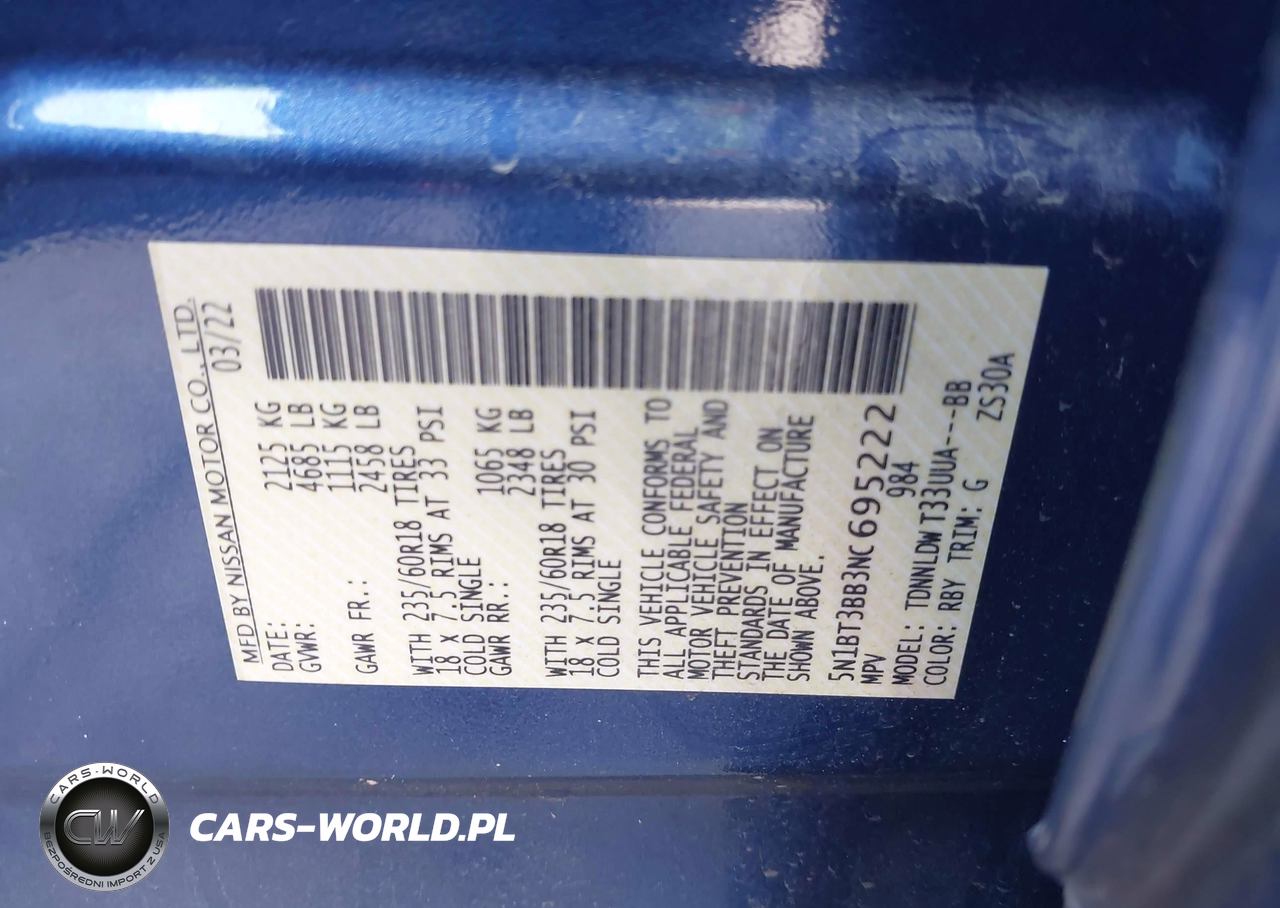 MFD BY NISSAN MOTOR CO., LTD.
DATE: 03/22
GVWR: 2125 KG
4685 LB
GAWR FR.: 1115 KG
2458 LB
WITH 235/60R18 TIRES
18 X 7.5 RIMS AT 33 PSI
COLD SINGLE
GAWR RR.: 1065 KG
2348 LB
WITH 235/60R18 TIRES
18 X 7.5 RIMS AT 30 PSI
COLD SINGLE
THIS VEHICLE CONFORMS TO
ALL APPLICABLE FEDERAL
MOTOR VEHICLE SAFETY AND
THEFT PREVENTION
STANDARDS IN EFFECT ON
THE DATE OF MANUFACTURE
SHOWN ABOVE.
5N1BT3BB3NC695222
MPV 984
MODEL: TDNNLDWT33UUA---BB
COLOR: RBY TRIM: G ZS30A
CARS-WORLD
CW
BEZPOŚREDNI IMPORT Z USA
CARS-WORLD.PL